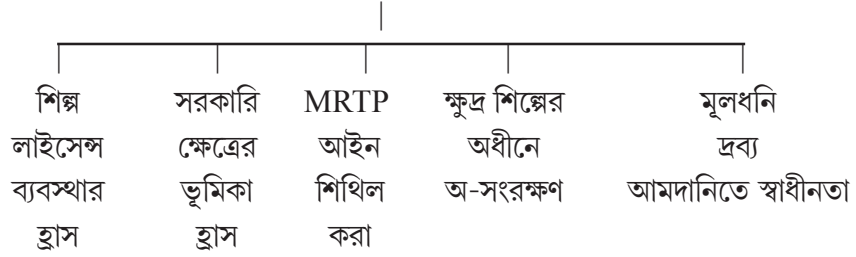 শিল্প
লাইসেন্স
ব্যবস্থার
হ্রাস
সরকারি
ক্ষেত্রের
ভূমিকা
হ্রাস
MRTP
আইন
শিথিল
করা
ক্ষুদ্র শিল্পের
অধীনে
অ-সংরক্ষণ
মূলধনি
দ্রব্য
আমদানিতে স্বাধীনতা